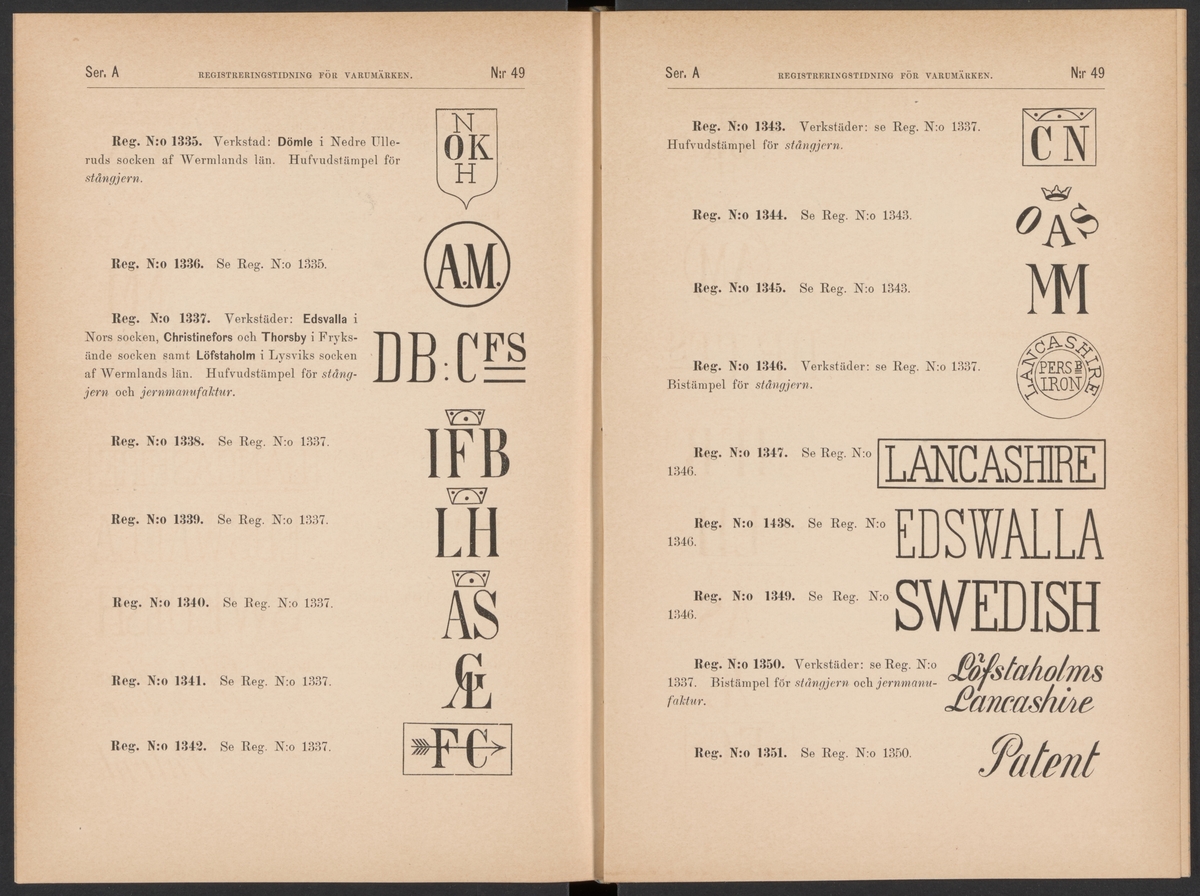 Ser. A REGISTRERINGSTIDNING FÖR VARUMÄRKEN. N:r 49
Reg. N:o 1335. Verkstad: Dömle i Nedre Ulle-
ruds socken af Wermlands län. Hufvudstämpel för
stångjern.
N
OK
H
Reg. N:o 1336. Se Reg. N:o 1335.
A.M.
Reg. N:o 1337. Verkstäder: Edsvalla i
Nors socken, Christinefors och Thorsby i Fryks-
ände socken samt Löfstaholm i Lysviks socken
af Wermlands län. Hufvudstämpel för stång-
jern och jernmanufaktur.
DB:CFS
Reg. N:o 1338. Se Reg. N:o 1337.
IFB
Reg. N:o 1339. Se Reg. N:o 1337.
LH
Reg. N:o 1340. Se Reg. N:o 1337.
AS
Reg. N:o 1341. Se Reg. N:o 1337.
Reg. N:o 1342. Se Reg. N:o 1337.
FC
Ser. A REGISTRERINGSTIDNING FÖR VARUMÄRKEN. N:r 49
Reg. N:o 1343. Verkstäder: se Reg. N:o 1337.
Hufvudstämpel för stångjern.
CN
Reg. N:o 1344. Se Reg. N:o 1343.
OAS
Reg. N:o 1345. Se Reg. N:o 1343.
MM
Reg. N:o 1346. Verkstäder: se Reg. N:o 1337.
Bistämpel för stångjern.
LANCASHIRE
PERS B
IRON
Reg. N:o 1347. Se Reg. N:o
1346.
LANCASHIRE
Reg. N:o 1438. Se Reg. N:o
1346.
EDSWALLA
Reg. N:o 1349. Se Reg. N:o
1346.
SWEDISH
Reg. N:o 1350. Verkstäder: se Reg. N:o
1337. Bistämpel för stångjern och jernmanu-
faktur.
Löfstaholms
Lancashire
Reg. N:o 1351. Se Reg. N:o 1350.
Patent